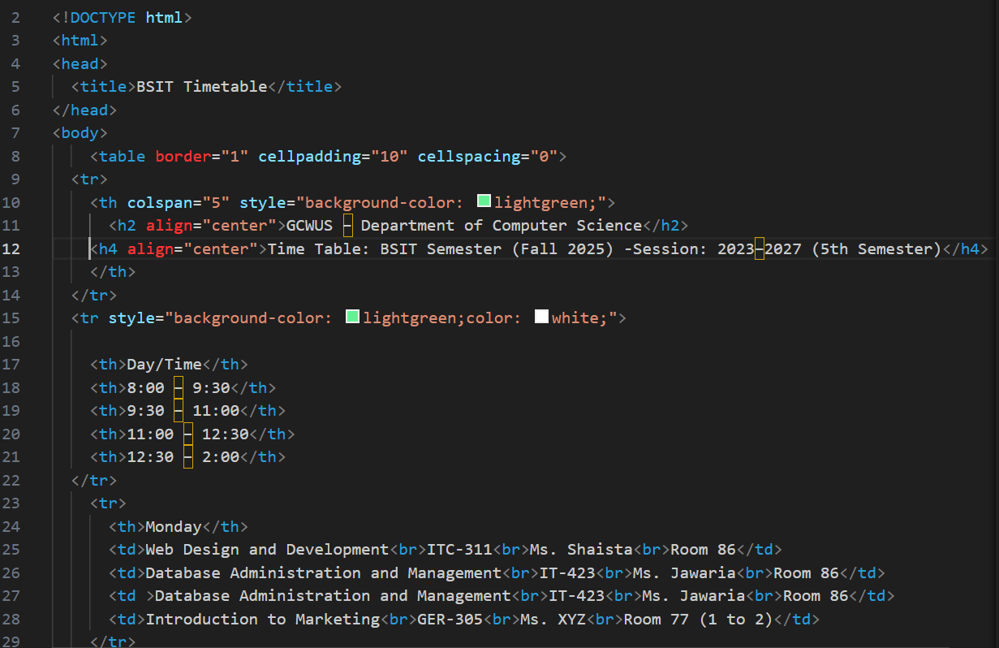 2 <!DOCTYPE html>
3 <html>
4 <head>
5   <title>BSIT Timetable</title>
6 </head>
7 <body>
8     <table border="1" cellpadding="10" cellspacing="0">
9   <tr>
10     <th colspan="5" style="background-color: lightgreen;">
11       <h2 align="center">GCWUS – Department of Computer Science</h2>
12     <h4 align="center">Time Table: BSIT Semester (Fall 2025) -Session: 2023–2027 (5th Semester)</h4>
13     </th>
14   </tr>
15   <tr style="background-color: lightgreen;color: white;">
16
17     <th>Day/Time</th>
18     <th>8:00 – 9:30</th>
19     <th>9:30 – 11:00</th>
20     <th>11:00 – 12:30</th>
21     <th>12:30 – 2:00</th>
22   </tr>
23     <tr>
24       <th>Monday</th>
25       <td>Web Design and Development<br>ITC-311<br>Ms. Shaista<br>Room 86</td>
26       <td>Database Administration and Management<br>IT-423<br>Ms. Jawaria<br>Room 86</td>
27       <td >Database Administration and Management<br>IT-423<br>Ms. Jawaria<br>Room 86</td>
28       <td>Introduction to Marketing<br>GER-305<br>Ms. XYZ<br>Room 77 (1 to 2)</td>
29     </tr>